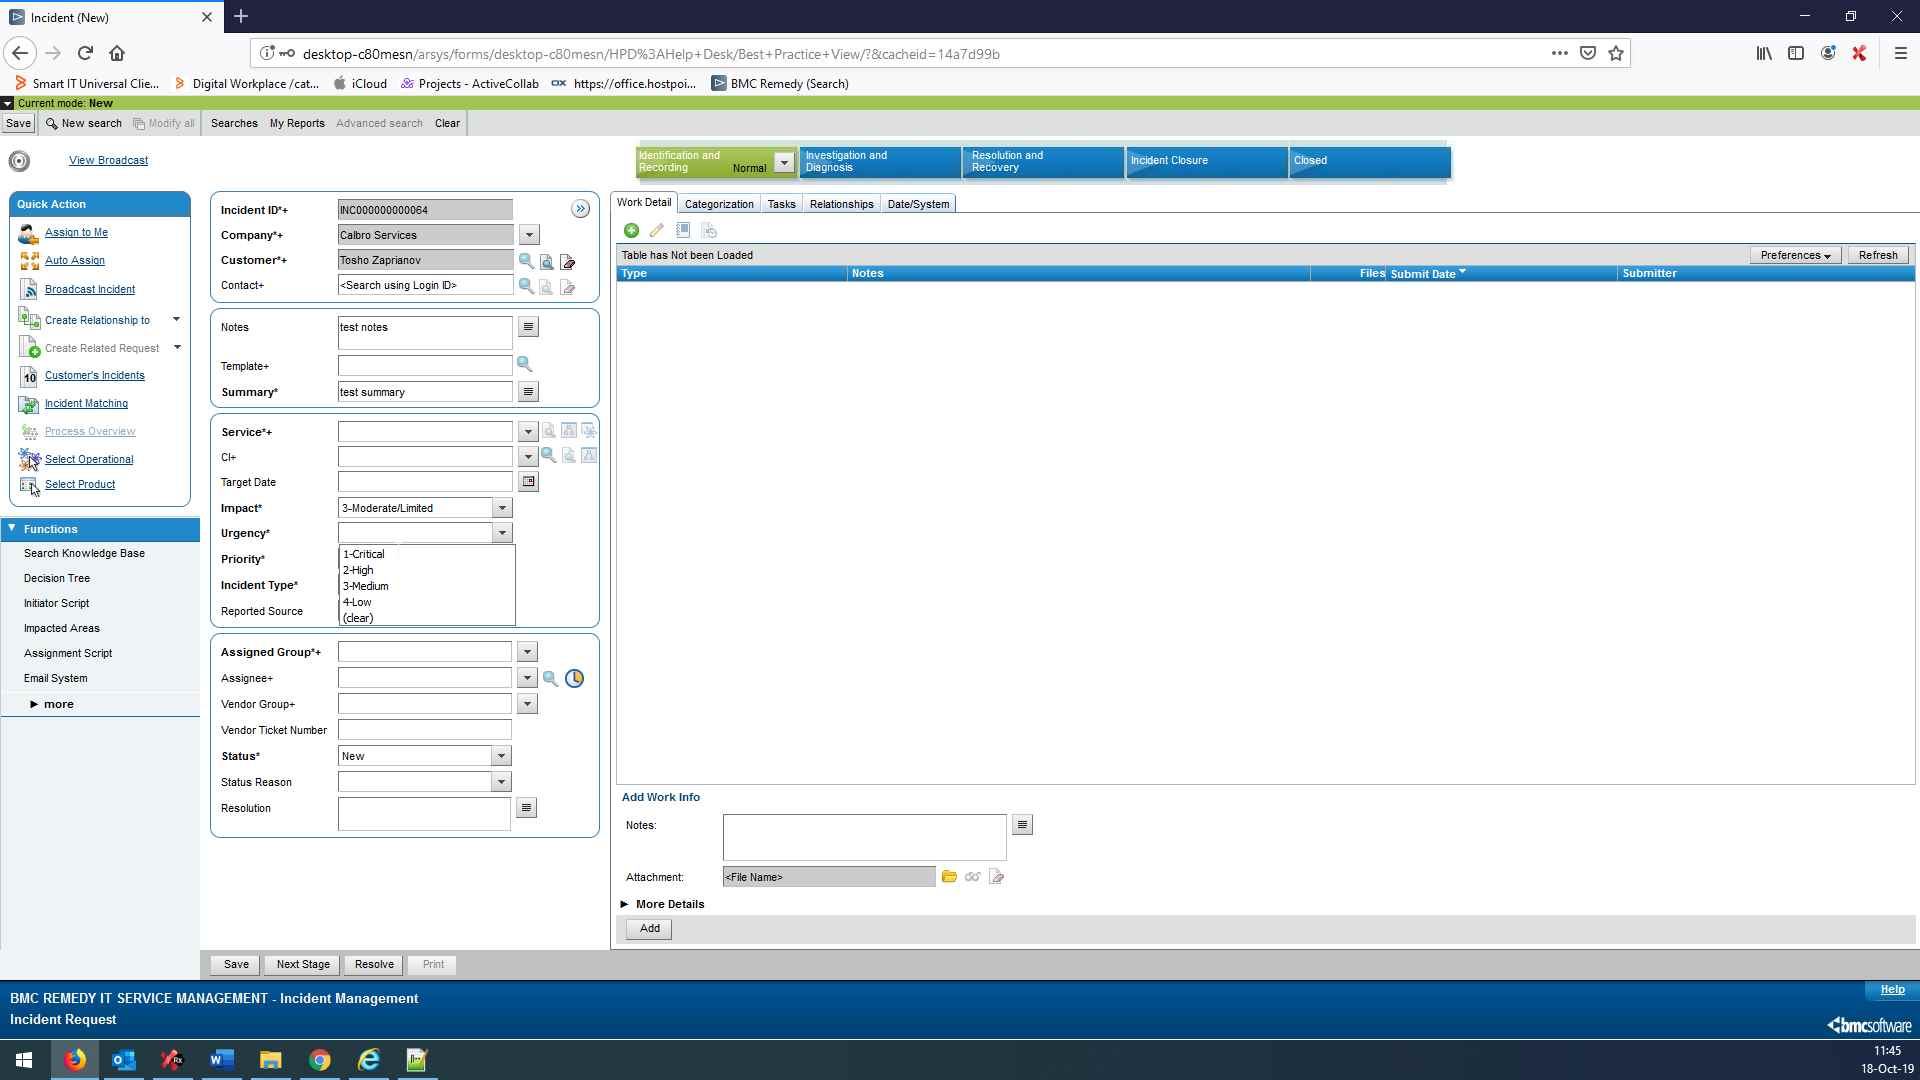 Incident (New)
desktop-c80mesn/arsys/forms/desktop-c80mesn/HPD%3AHelp+Desk/Best+Practice+View/?&cacheid=14a7d99b
Smart IT Universal Clie... Digital Workplace /cat... iCloud Projects - ActiveCollab ox https://office.hostpoi... BMC Remedy (Search)
Current mode: New
Save New search Modify all Searches My Reports Advanced search Clear
View Broadcast
Identification and Recording Normal
Investigation and Diagnosis
Resolution and Recovery
Incident Closure
Closed
Quick Action
Assign to Me
Auto Assign
Broadcast Incident
Create Relationship to
Create Related Request
10 Customer's Incidents
Incident Matching
Process Overview
Select Operational
Select Product
Functions
Search Knowledge Base
Decision Tree
Initiator Script
Impacted Areas
Assignment Script
Email System
more
Incident ID*+ INC000000000064
Company*+ Calbro Services
Customer*+ Tosho Zaprianov
Contact+ <Search using Login ID>
Notes test notes
Template+
Summary* test summary
Service*+
CI+
Target Date
Impact* 3-Moderate/Limited
Urgency*
1-Critical
Priority*
2-High
3-Medium
Incident Type*
4-Low
Reported Source
(clear)
Assigned Group*+
Assignee+
Vendor Group+
Vendor Ticket Number
Status* New
Status Reason
Resolution
Work Detail Categorization Tasks Relationships Date/System
Table has Not been Loaded Preferences Refresh
Type Notes Files Submit Date Submitter
Add Work Info
Notes:
Attachment: <File Name>
More Details
Add
Save Next Stage Resolve Print
BMC REMEDY IT SERVICE MANAGEMENT - Incident Management Help
Incident Request
bmcsoftware
11:45
18-Oct-19